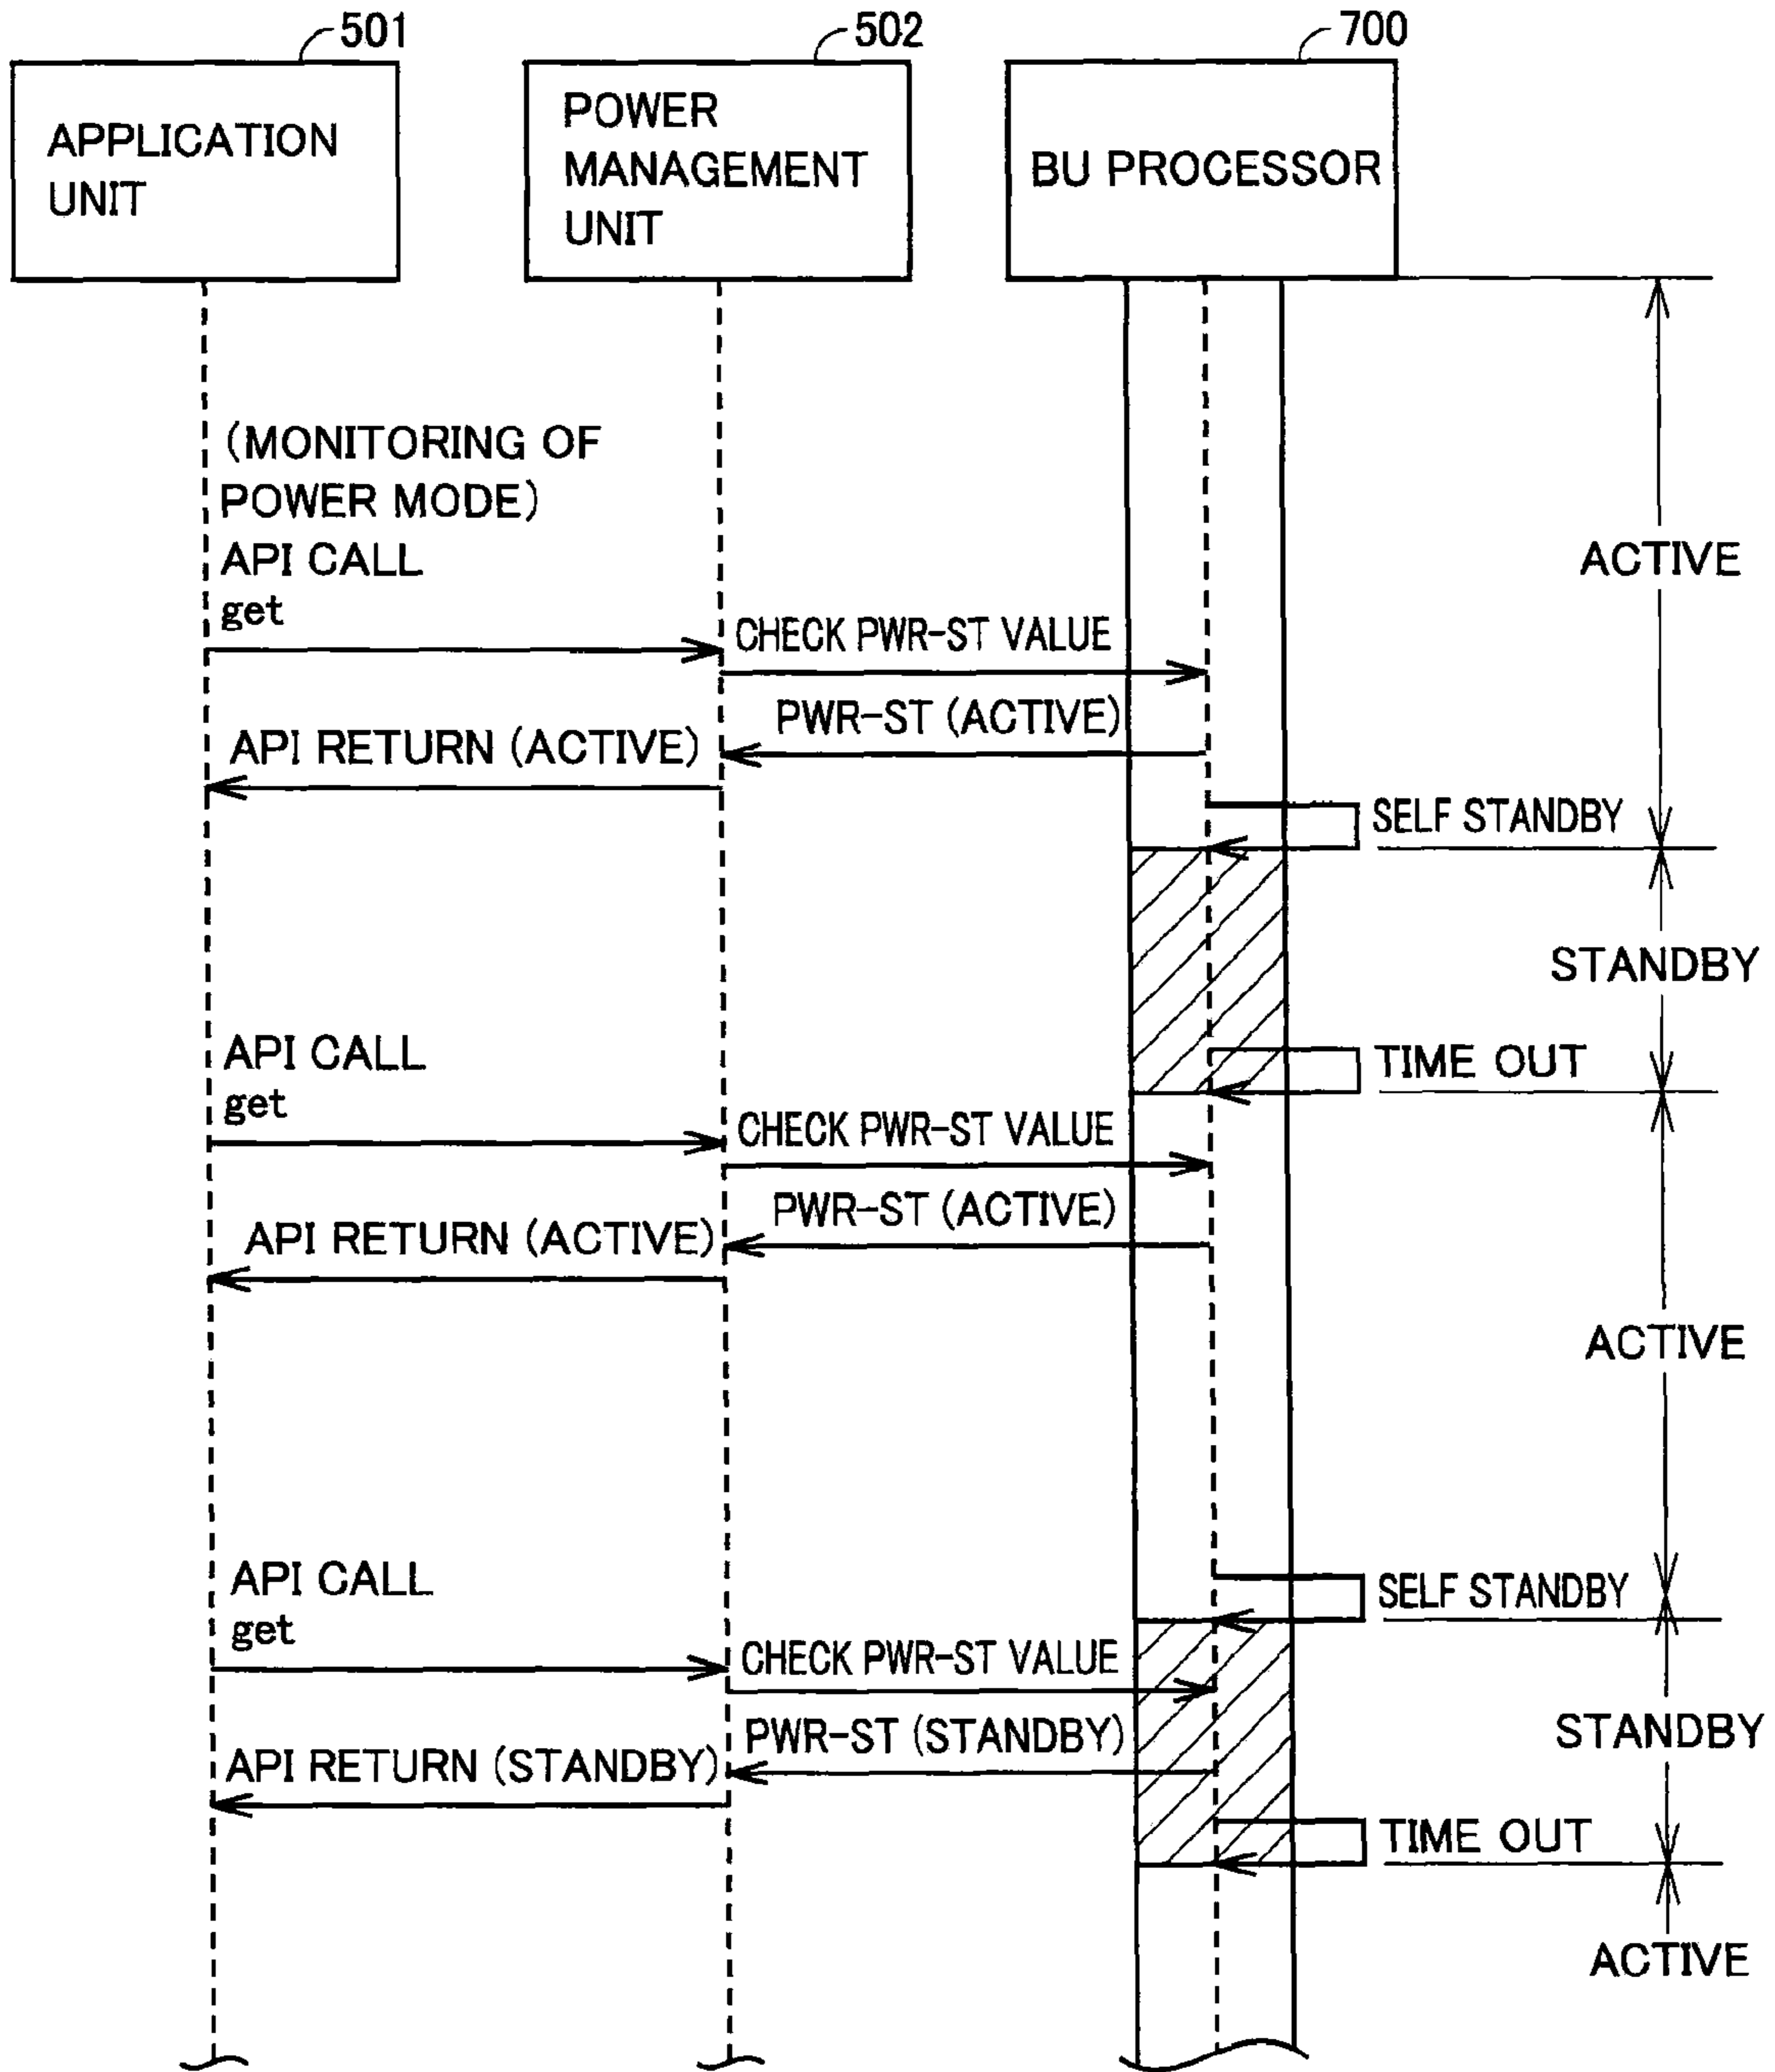 501
502
700
APPLICATION
UNIT
POWER
MANAGEMENT
UNIT
BU PROCESSOR
(MONITORING OF
POWER MODE)
API CALL
get
ACTIVE
CHECK PWR-ST VALUE
PWR-ST (ACTIVE)
API RETURN (ACTIVE)
SELF STANDBY
STANDBY
TIME OUT
API CALL
get
CHECK PWR-ST VALUE
PWR-ST (ACTIVE)
API RETURN (ACTIVE)
ACTIVE
SELF STANDBY
API CALL
get
CHECK PWR-ST VALUE
PWR-ST (STANDBY)
STANDBY
API RETURN (STANDBY)
TIME OUT
ACTIVE